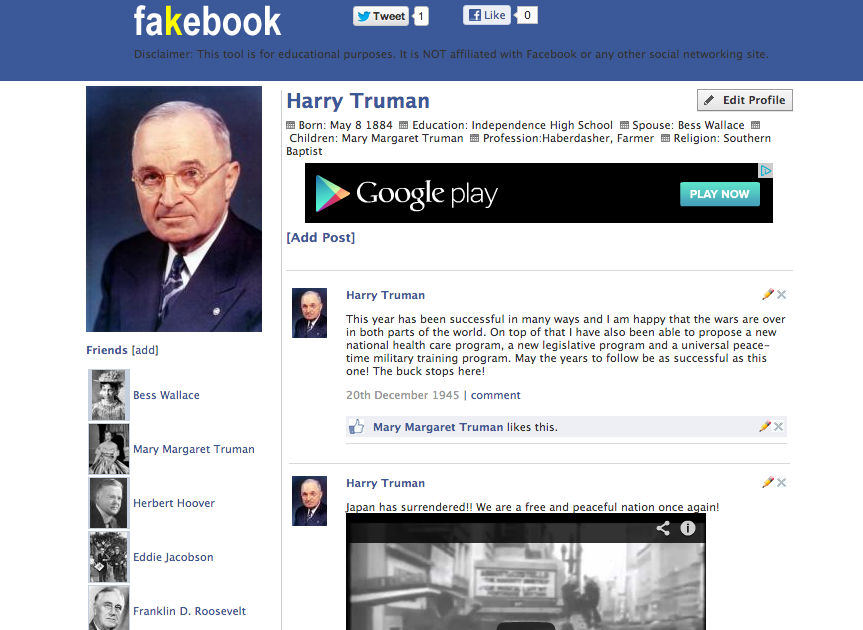 fakebook
Tweet 1
Like 0
Disclaimer: This tool is for educational purposes. It is NOT affiliated with Facebook or any other social networking site.
Harry Truman
Edit Profile
Born: May 8 1884 Education: Independence High School Spouse: Bess Wallace
Children: Mary Margaret Truman Profession:Haberdasher, Farmer Religion: Southern
Baptist
Google play
PLAY NOW
[Add Post]
Harry Truman
This year has been successful in many ways and I am happy that the wars are over
in both parts of the world. On top of that I have also been able to propose a new
national health care program, a new legislative program and a universal peace-
time military training program. May the years to follow be as successful as this
one! The buck stops here!
20th December 1945 | comment
Mary Margaret Truman likes this.
Harry Truman
Japan has surrendered!! We are a free and peaceful nation once again!
Friends [add]
Bess Wallace
Mary Margaret Truman
Herbert Hoover
Eddie Jacobson
Franklin D. Roosevelt